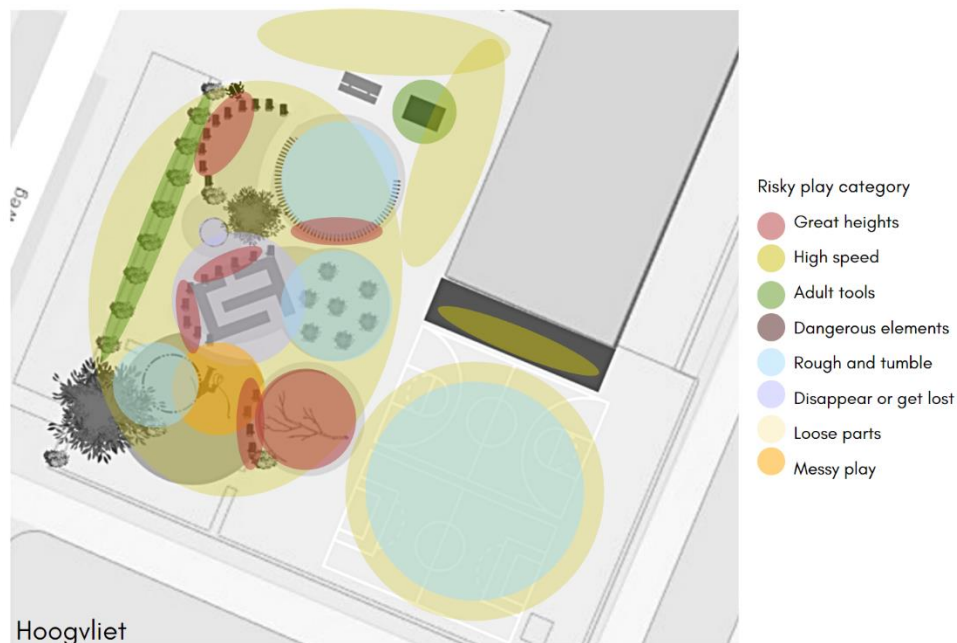 weg
Risky play category
Great heights
High speed
Adult tools
Dangerous elements
Rough and tumble
Disappear or get lost
Loose parts
Messy play
Hoogvliet